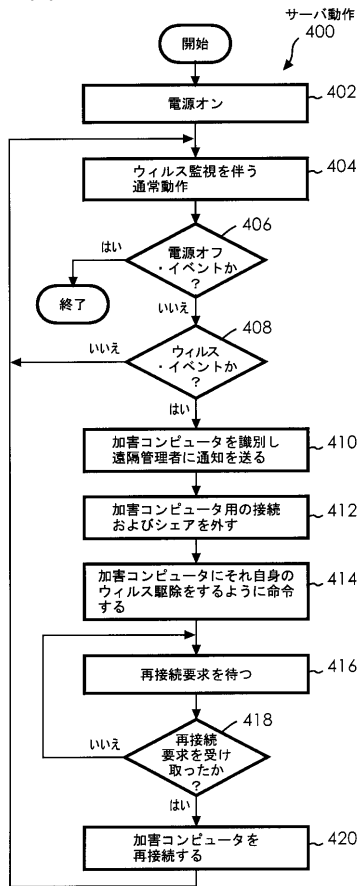 サーバ動作
400
開始
電源オン
402
ウィルス監視を伴う
通常動作
404
406
はい
電源オフ
・イベントか
?
終了
いいえ
408
いいえ
ウィルス
・イベントか
?
はい
加害コンピュータを識別し
遠隔管理者に通知を送る
410
加害コンピュータ用の接続
およびシェアを外す
412
加害コンピュータにそれ自身の
ウィルス駆除をするように命令
する
414
再接続要求を待つ
416
418
いいえ
再接続
要求を受け
取ったか
?
はい
加害コンピュータを
再接続する
420